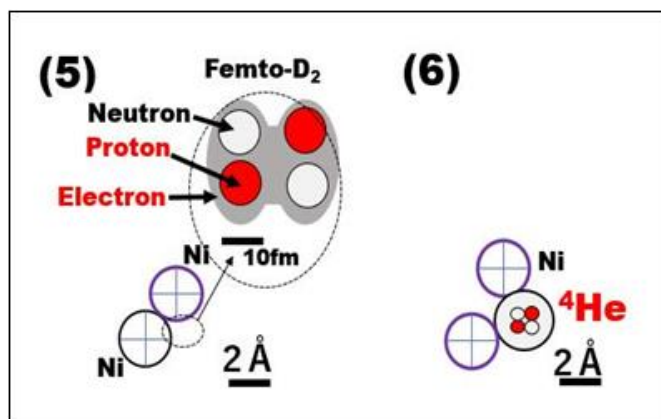 (5)
Femto-D₂
Neutron
Proton
Electron
10fm
Ni
Ni
2 Å
(6)
Ni
⁴He
2 Å